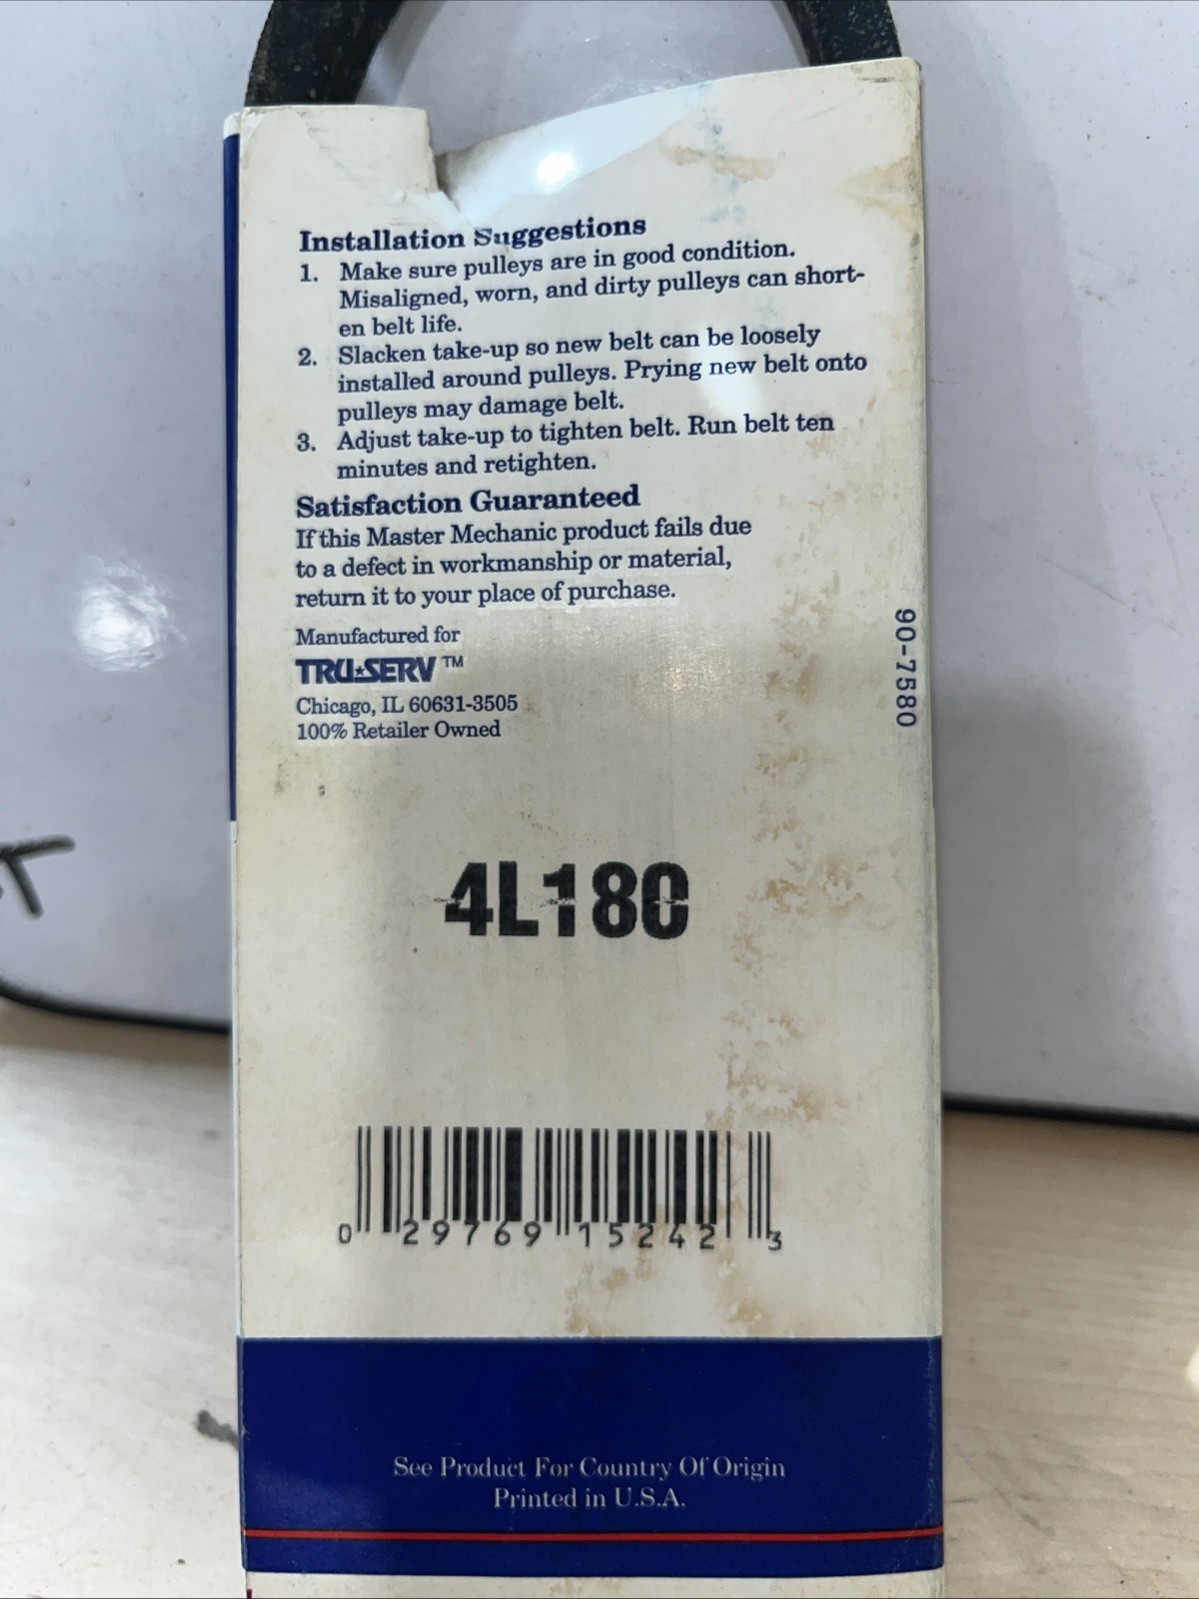 Installation Suggestions
1. Make sure pulleys are in good condition.
Misaligned, worn, and dirty pulleys can short-
en belt life.
2. Slacken take-up so new belt can be loosely
installed around pulleys. Prying new belt onto
pulleys may damage belt.
3. Adjust take-up to tighten belt. Run belt ten
minutes and retighten.
Satisfaction Guaranteed
If this Master Mechanic product fails due
to a defect in workmanship or material,
return it to your place of purchase.
Manufactured for
TRU★SERV™
Chicago, IL 60631-3505
100% Retailer Owned
90-7580
4L180
0 29769 15242 3
See Product For Country Of Origin
Printed in U.S.A.